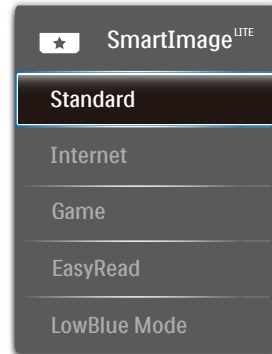 SmartImage LITE
Standard
Internet
Game
EasyRead
LowBlue Mode